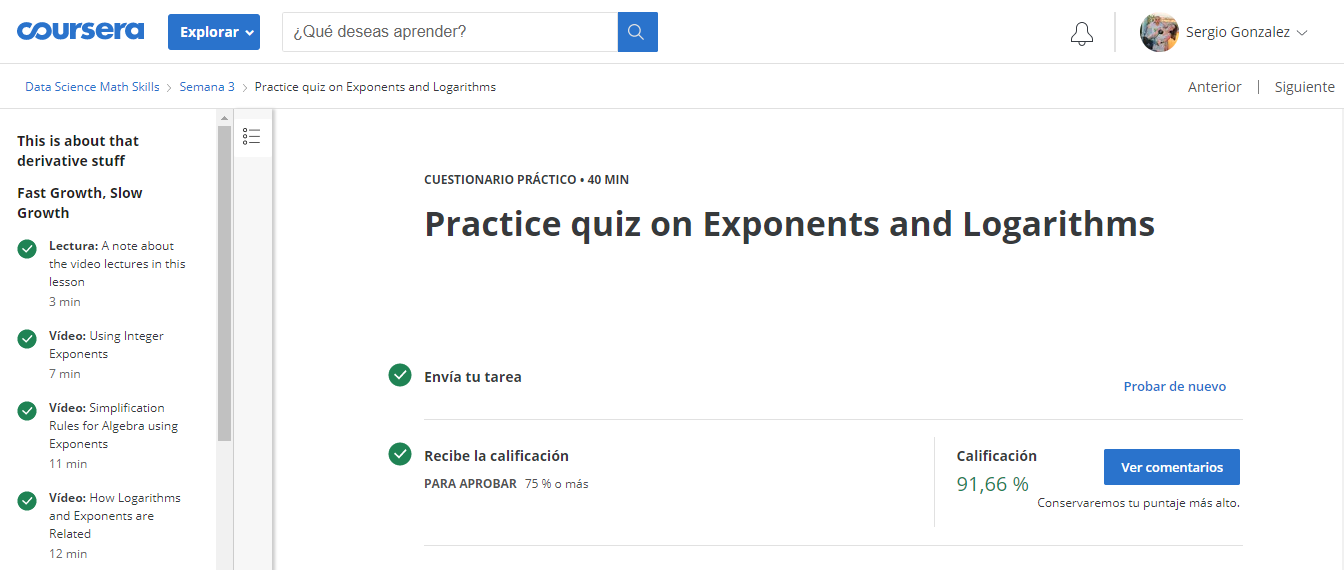 coursera
Explorar
¿Qué deseas aprender?
Sergio Gonzalez
Data Science Math Skills
Semana 3
Practice quiz on Exponents and Logarithms
Anterior
Siguiente
This is about that
derivative stuff
Fast Growth, Slow
Growth
Lectura: A note about
the video lectures in this
lesson
3 min
Vídeo: Using Integer
Exponents
7 min
Vídeo: Simplification
Rules for Algebra using
Exponents
11 min
Vídeo: How Logarithms
and Exponents are
Related
12 min
CUESTIONARIO PRÁCTICO • 40 MIN
Practice quiz on Exponents and Logarithms
Envía tu tarea
Probar de nuevo
Recibe la calificación
PARA APROBAR 75 % o más
Calificación
91,66 %
Ver comentarios
Conservaremos tu puntaje más alto.